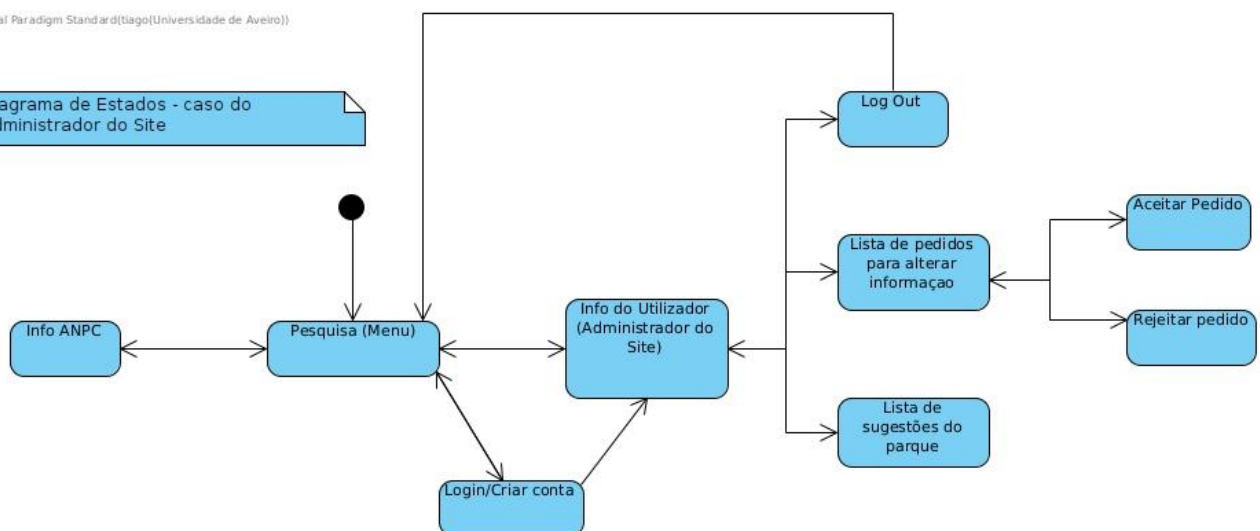 al Paradigm Standard(tiago(Universidade de Aveiro))
agrama de Estados - caso do
dministrador do Site
Log Out
Aceitar Pedido
Lista de pedidos
para alterar
informaçao
Info do Utilizador
(Administrador do
Site)
Info ANPC
Pesquisa (Menu)
Rejeitar pedido
Lista de
sugestões do
parque
Login/Criar conta